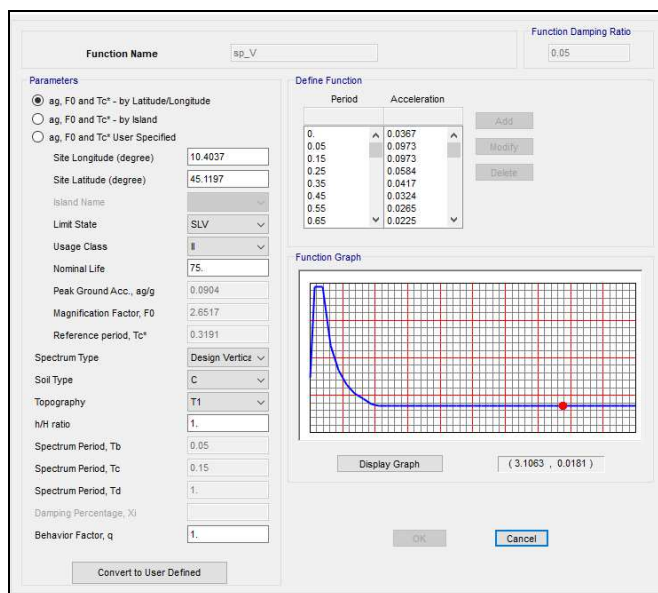 Function Name
sp_V
Function Damping Ratio
0.05
Parameters
ag, F0 and Tc* - by Latitude/Longitude
ag, F0 and Tc* - by Island
ag, F0 and Tc* User Specified
Site Longitude (degree) 10.4037
Site Latitude (degree) 45.1197
Island Name
Limit State SLV
Usage Class II
Nominal Life 75.
Peak Ground Acc., ag/g 0.0904
Magnification Factor, F0 2.6517
Reference period, Tc* 0.3191
Spectrum Type Design Vertica
Soil Type C
Topography T1
h/H ratio 1.
Spectrum Period, Tb 0.05
Spectrum Period, Tc 0.15
Spectrum Period, Td 1.
Damping Percentage, Xi
Behavior Factor, q 1.
Convert to User Defined
Define Function
Period Acceleration
0. 0.0367
0.05 0.0973
0.15 0.0973
0.25 0.0584
0.35 0.0417
0.45 0.0324
0.55 0.0265
0.65 0.0225
Add
Modify
Delete
Function Graph
Display Graph
(3.1063 , 0.0181)
OK
Cancel